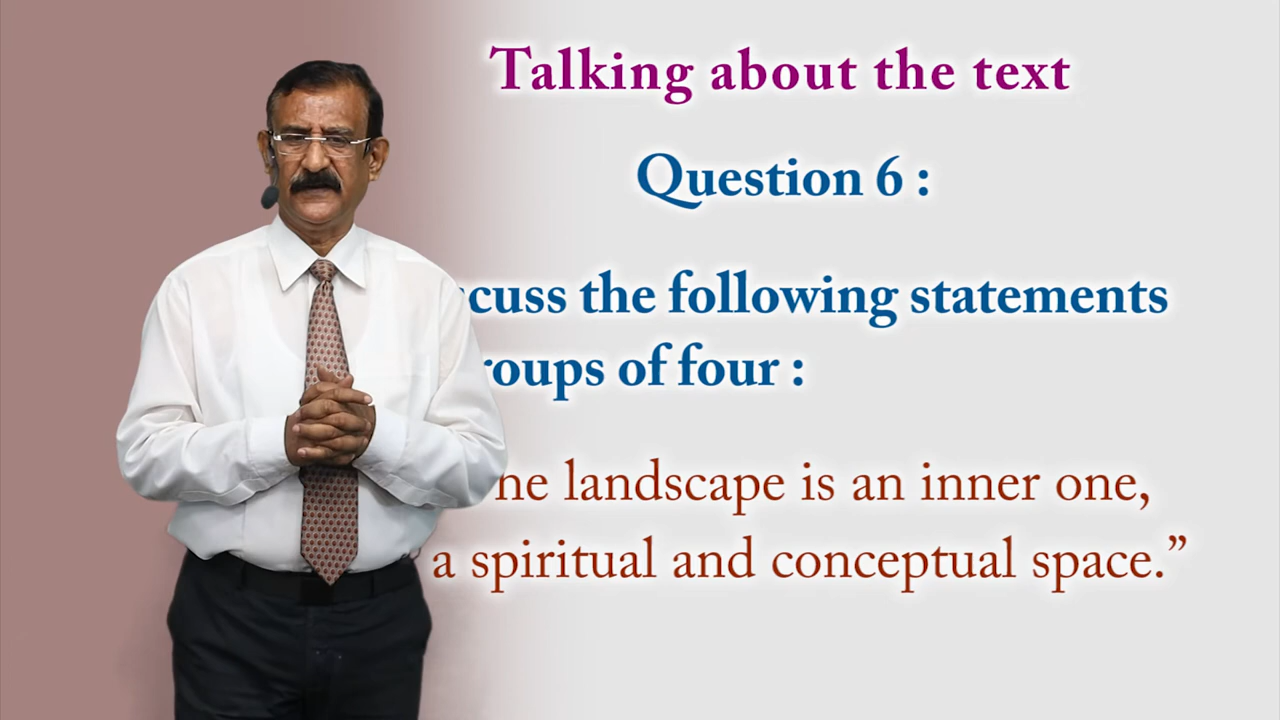 Talking about the text
Question 6 :
cuss the following statements
roups of four :
he landscape is an inner one,
a spiritual and conceptual space.”